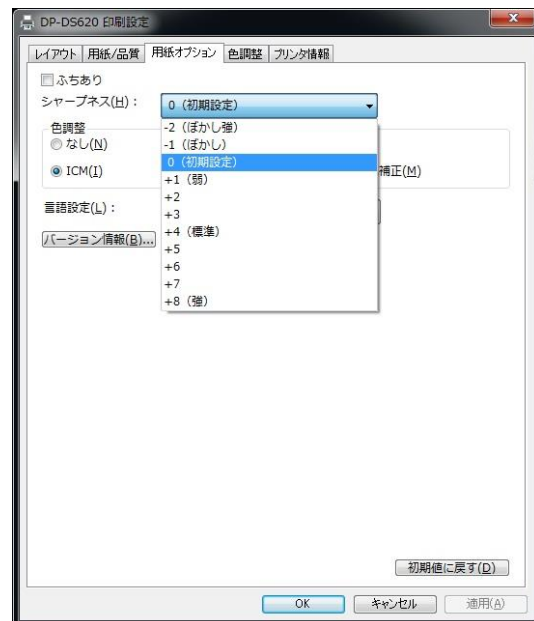 DP-DS620 印刷設定
レイアウト 用紙/品質 用紙オプション 色調整 プリンタ情報
ふちあり
シャープネス(H)： 0（初期設定）
-2（ぼかし強）
-1（ぼかし）
0（初期設定）
+1（弱）
+2
+3
+4（標準）
+5
+6
+7
+8（強）
色調整
なし(N)
ICM(I) 補正(M)
言語設定(L)：
バージョン情報(B)...
初期値に戻す(D)
OK キャンセル 適用(A)